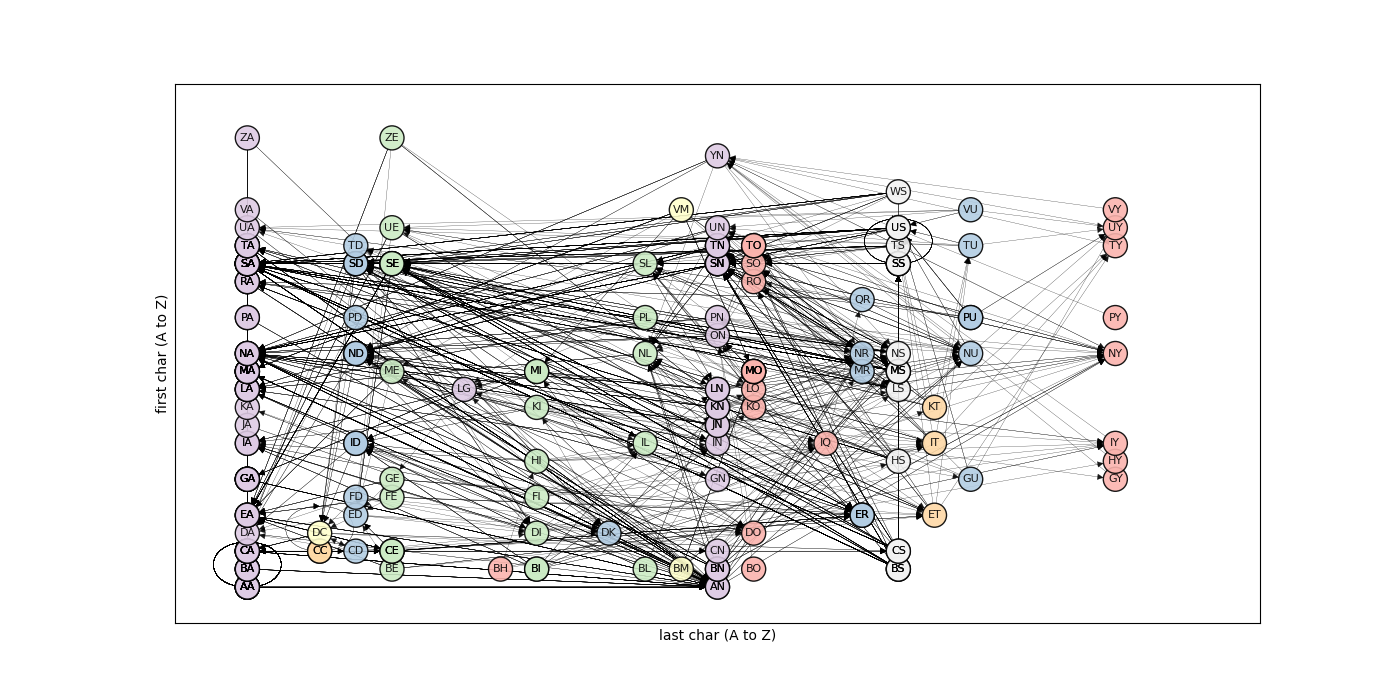 ZA ZE
YN
WS
VA VM VU VY
UA UE UN US UY
TA TD TN TO TS TU TY
SA SD SE SL SN SO SS
RA RO
QR
PA PD PL PN PU PY
ON
NA ND NL NR NS NU NY
MA ME MI MO MR MS
LA LG LN LO LS
KA KI KN KO KT
JA JN
IA ID IL IN IQ IT IY
HI HS HY
GA GE GN GU GY
FD FE FI
EA ED ER ET
DA DC DI DK DO
CA CC CD CE CN CS
BA BE BH BI BL BM BN BO BS
AA AN
first char (A to Z)
last char (A to Z)